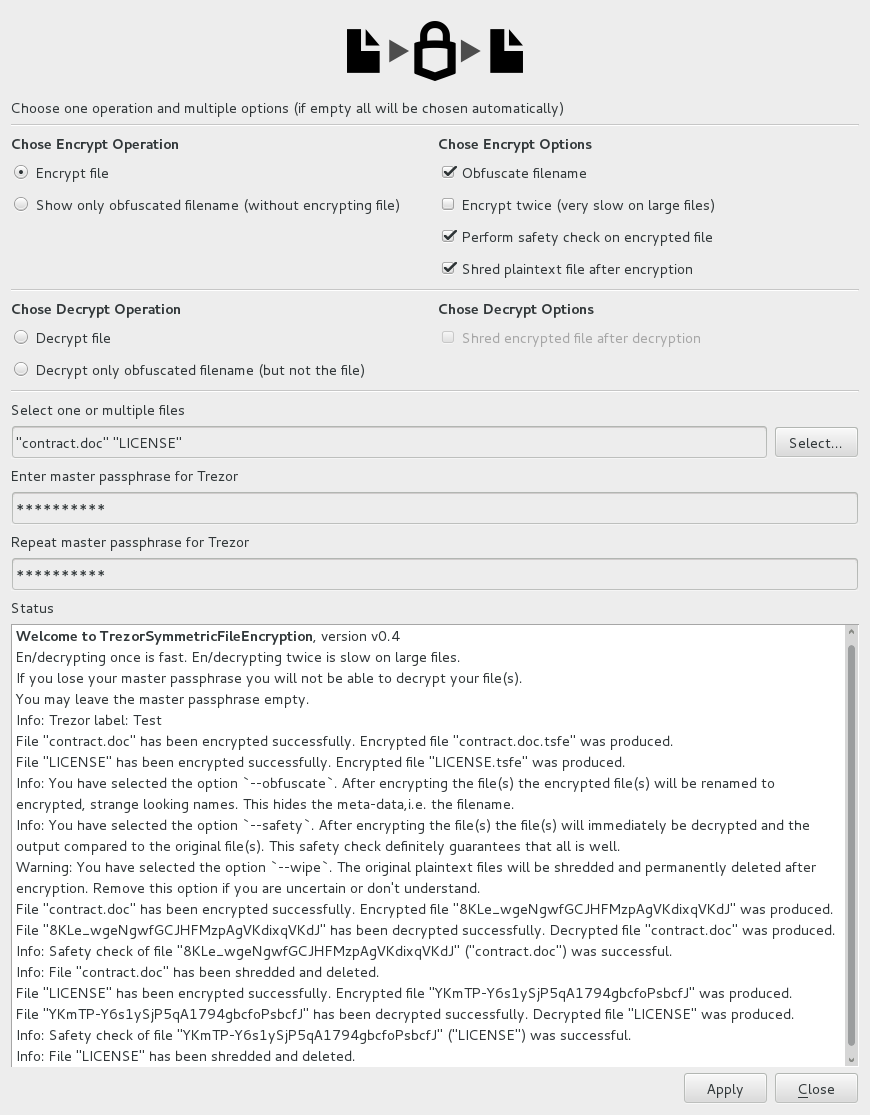 Choose one operation and multiple options (if empty all will be chosen automatically)
Chose Encrypt Operation
Encrypt file
Show only obfuscated filename (without encrypting file)
Chose Encrypt Options
Obfuscate filename
Encrypt twice (very slow on large files)
Perform safety check on encrypted file
Shred plaintext file after encryption
Chose Decrypt Operation
Decrypt file
Decrypt only obfuscated filename (but not the file)
Chose Decrypt Options
Shred encrypted file after decryption
Select one or multiple files
"contract.doc" "LICENSE"
Select...
Enter master passphrase for Trezor
**********
Repeat master passphrase for Trezor
**********
Status
Welcome to TrezorSymmetricFileEncryption, version v0.4
En/decrypting once is fast. En/decrypting twice is slow on large files.
If you lose your master passphrase you will not be able to decrypt your file(s).
You may leave the master passphrase empty.
Info: Trezor label: Test
File "contract.doc" has been encrypted successfully. Encrypted file "contract.doc.tsfe" was produced.
File "LICENSE" has been encrypted successfully. Encrypted file "LICENSE.tsfe" was produced.
Info: You have selected the option `--obfuscate`. After encrypting the file(s) the encrypted file(s) will be renamed to
encrypted, strange looking names. This hides the meta-data,i.e. the filename.
Info: You have selected the option `--safety`. After encrypting the file(s) the file(s) will immediately be decrypted and the
output compared to the original file(s). This safety check definitely guarantees that all is well.
Warning: You have selected the option `--wipe`. The original plaintext files will be shredded and permanently deleted after
encryption. Remove this option if you are uncertain or don't understand.
File "contract.doc" has been encrypted successfully. Encrypted file "8KLe_wgeNgwfGCJHFMzpAgVKdixqVKdJ" was produced.
File "8KLe_wgeNgwfGCJHFMzpAgVKdixqVKdJ" has been decrypted successfully. Decrypted file "contract.doc" was produced.
Info: Safety check of file "8KLe_wgeNgwfGCJHFMzpAgVKdixqVKdJ" ("contract.doc") was successful.
Info: File "contract.doc" has been shredded and deleted.
File "LICENSE" has been encrypted successfully. Encrypted file "YKmTP-Y6s1ySjP5qA1794gbcfoPsbcfJ" was produced.
File "YKmTP-Y6s1ySjP5qA1794gbcfoPsbcfJ" has been decrypted successfully. Decrypted file "LICENSE" was produced.
Info: Safety check of file "YKmTP-Y6s1ySjP5qA1794gbcfoPsbcfJ" ("LICENSE") was successful.
Info: File "LICENSE" has been shredded and deleted.
Apply
Close